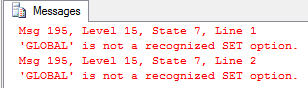 Messages
Msg 195, Level 15, State 7, Line 1
'GLOBAL' is not a recognized SET option.
Msg 195, Level 15, State 7, Line 2
'GLOBAL' is not a recognized SET option.